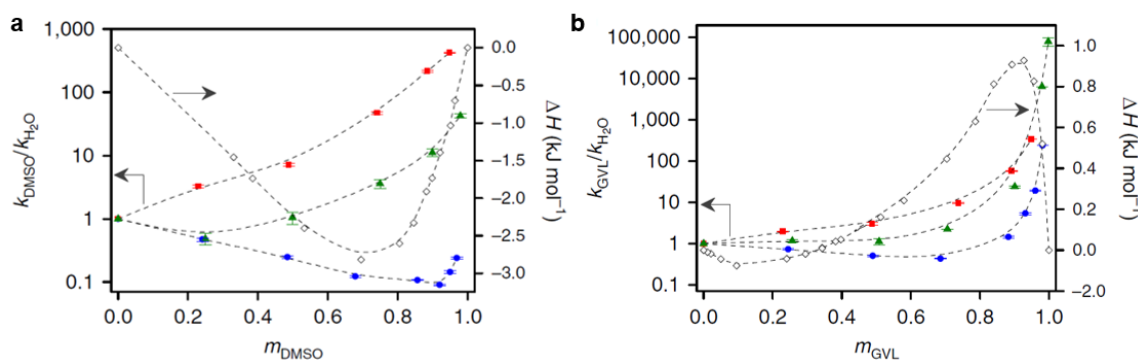 a
1,000
100
10
1
0.1
k_DMSO/k_H₂O
0.0
−0.5
−1.0
−1.5
−2.0
−2.5
−3.0
ΔH (kJ mol⁻¹)
0.0 0.2 0.4 0.6 0.8 1.0
m_DMSO
b
100,000
10,000
1,000
100
10
1
0.1
k_GVL/k_H₂O
1.0
0.8
0.6
0.4
0.2
0.0
−2.0
ΔH (kJ mol⁻¹)
0.0 0.2 0.4 0.6 0.8 1.0
m_GVL